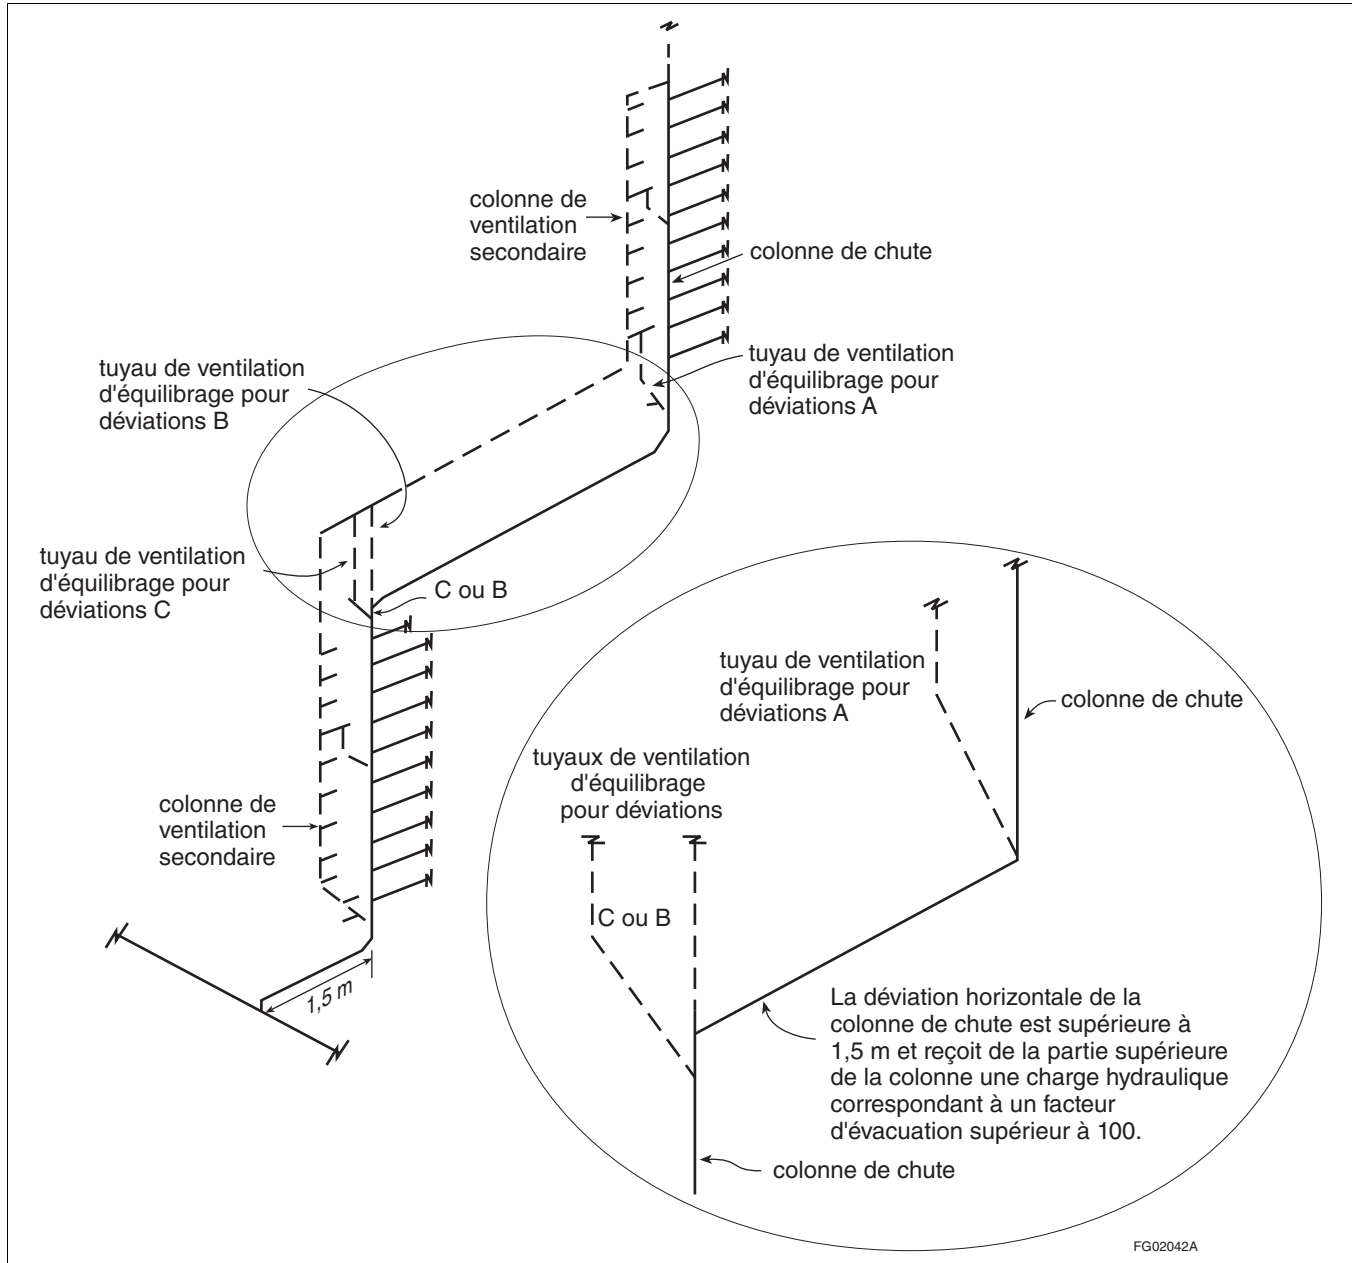 colonne de
ventilation
secondaire
colonne de chute
tuyau de ventilation
d'équilibrage pour
déviations B
tuyau de ventilation
d'équilibrage pour
déviations A
tuyau de ventilation
d'équilibrage pour
déviations C
C ou B
tuyau de ventilation
d'équilibrage pour
déviations A
colonne de chute
tuyaux de ventilation
d'équilibrage
pour déviations
colonne de
ventilation
secondaire
C ou B
1,5 m
La déviation horizontale de la
colonne de chute est supérieure à
1,5 m et reçoit de la partie supérieure
de la colonne une charge hydraulique
correspondant à un facteur
d'évacuation supérieur à 100.
colonne de chute
FG02042A